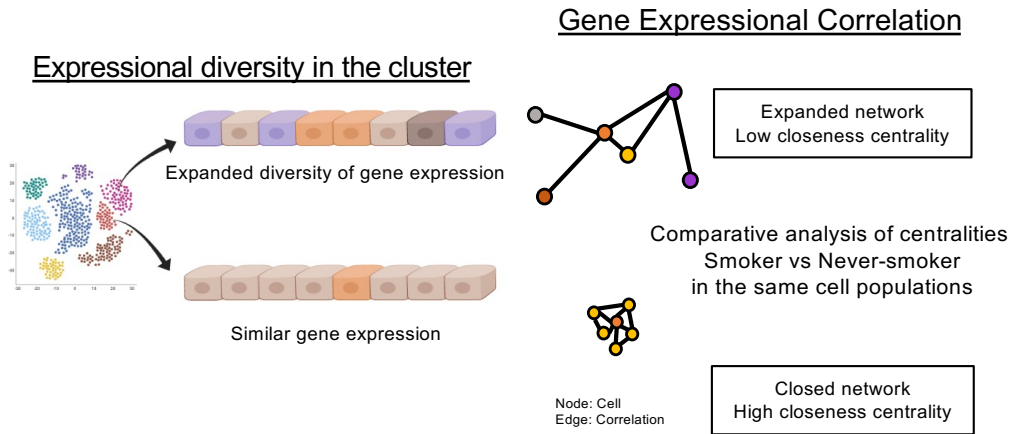 Gene Expressional Correlation
Expressional diversity in the cluster
Expanded diversity of gene expression
Similar gene expression
Expanded network
Low closeness centrality
Comparative analysis of centralities
Smoker vs Never-smoker
in the same cell populations
Node: Cell
Edge: Correlation
Closed network
High closeness centrality